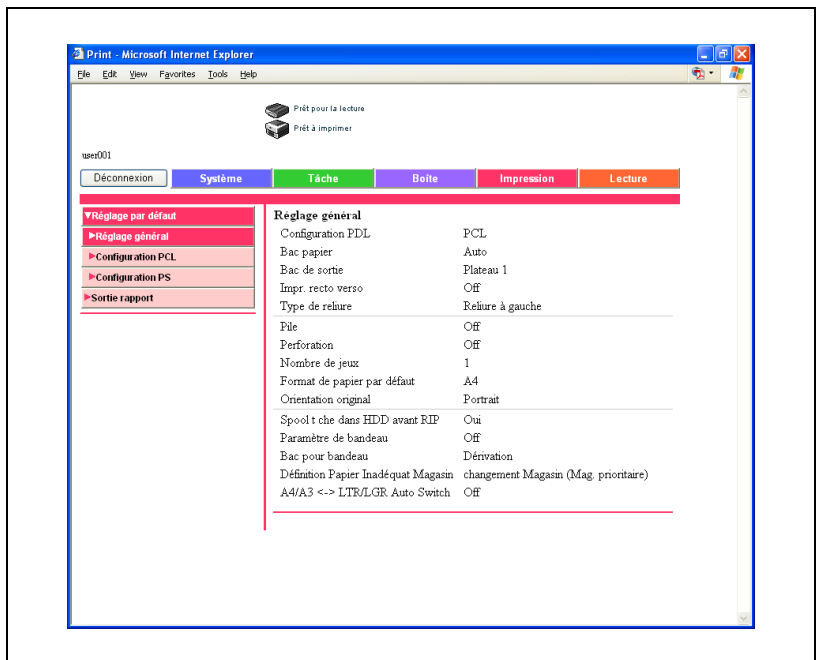 Print - Microsoft Internet Explorer
File Edit View Favorites Tools Help
Prêt pour la lecture
Prêt à imprimer
user001
Déconnexion Système Tâche Boîte Impression Lecture
Réglage par défaut
Réglage général
Configuration PCL
Configuration PS
Sortie rapport
Réglage général
Configuration PDL PCL
Bac papier Auto
Bac de sortie Plateau 1
Impr. recto verso Off
Type de reliure Reliure à gauche
Pile Off
Perforation Off
Nombre de jeux 1
Format de papier par défaut A4
Orientation original Portrait
Spool t che dans HDD avant RIP Oui
Paramètre de bandeau Off
Bac pour bandeau Dérivation
Définition Papier Inadéquat Magasin changement Magasin (Mag. prioritaire)
A4/A3 <-> LTR/LGR Auto Switch Off